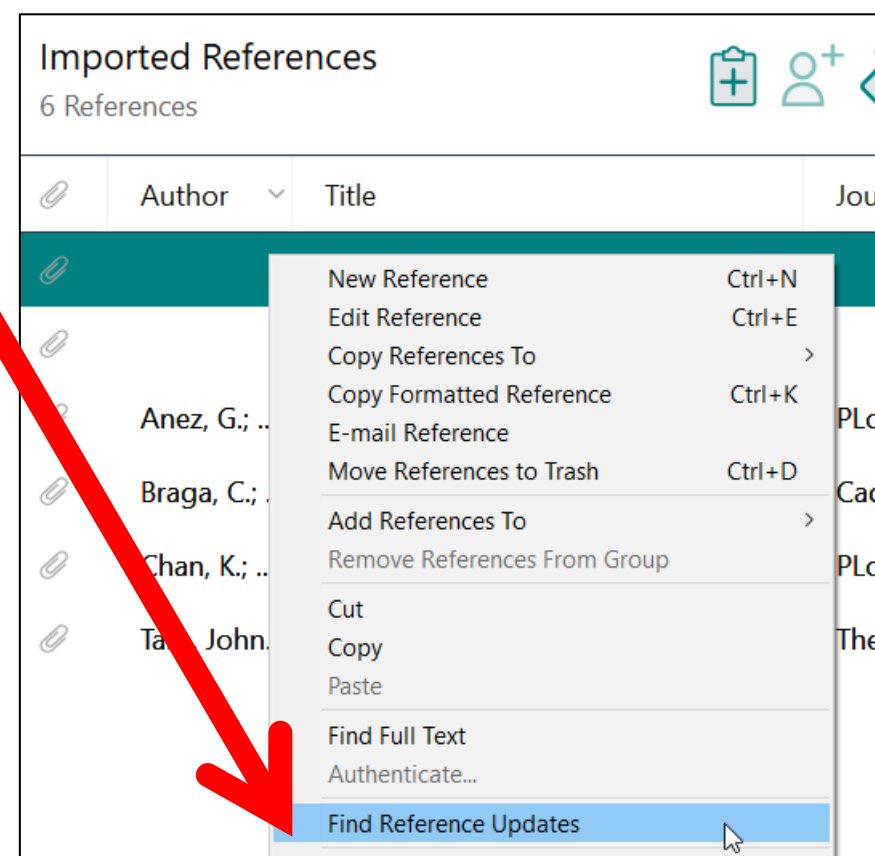 Imported References
6 References
Author Title Jou
New Reference Ctrl+N
Edit Reference Ctrl+E
Copy References To
Copy Formatted Reference Ctrl+K
Anez, G.; .. PLo
E-mail Reference
Move References to Trash Ctrl+D
Braga, C.; . Cad
Add References To
Remove References From Group
Chan, K.; .. PLo
Cut
John. The
Copy
Paste
Find Full Text
Authenticate...
Find Reference Updates